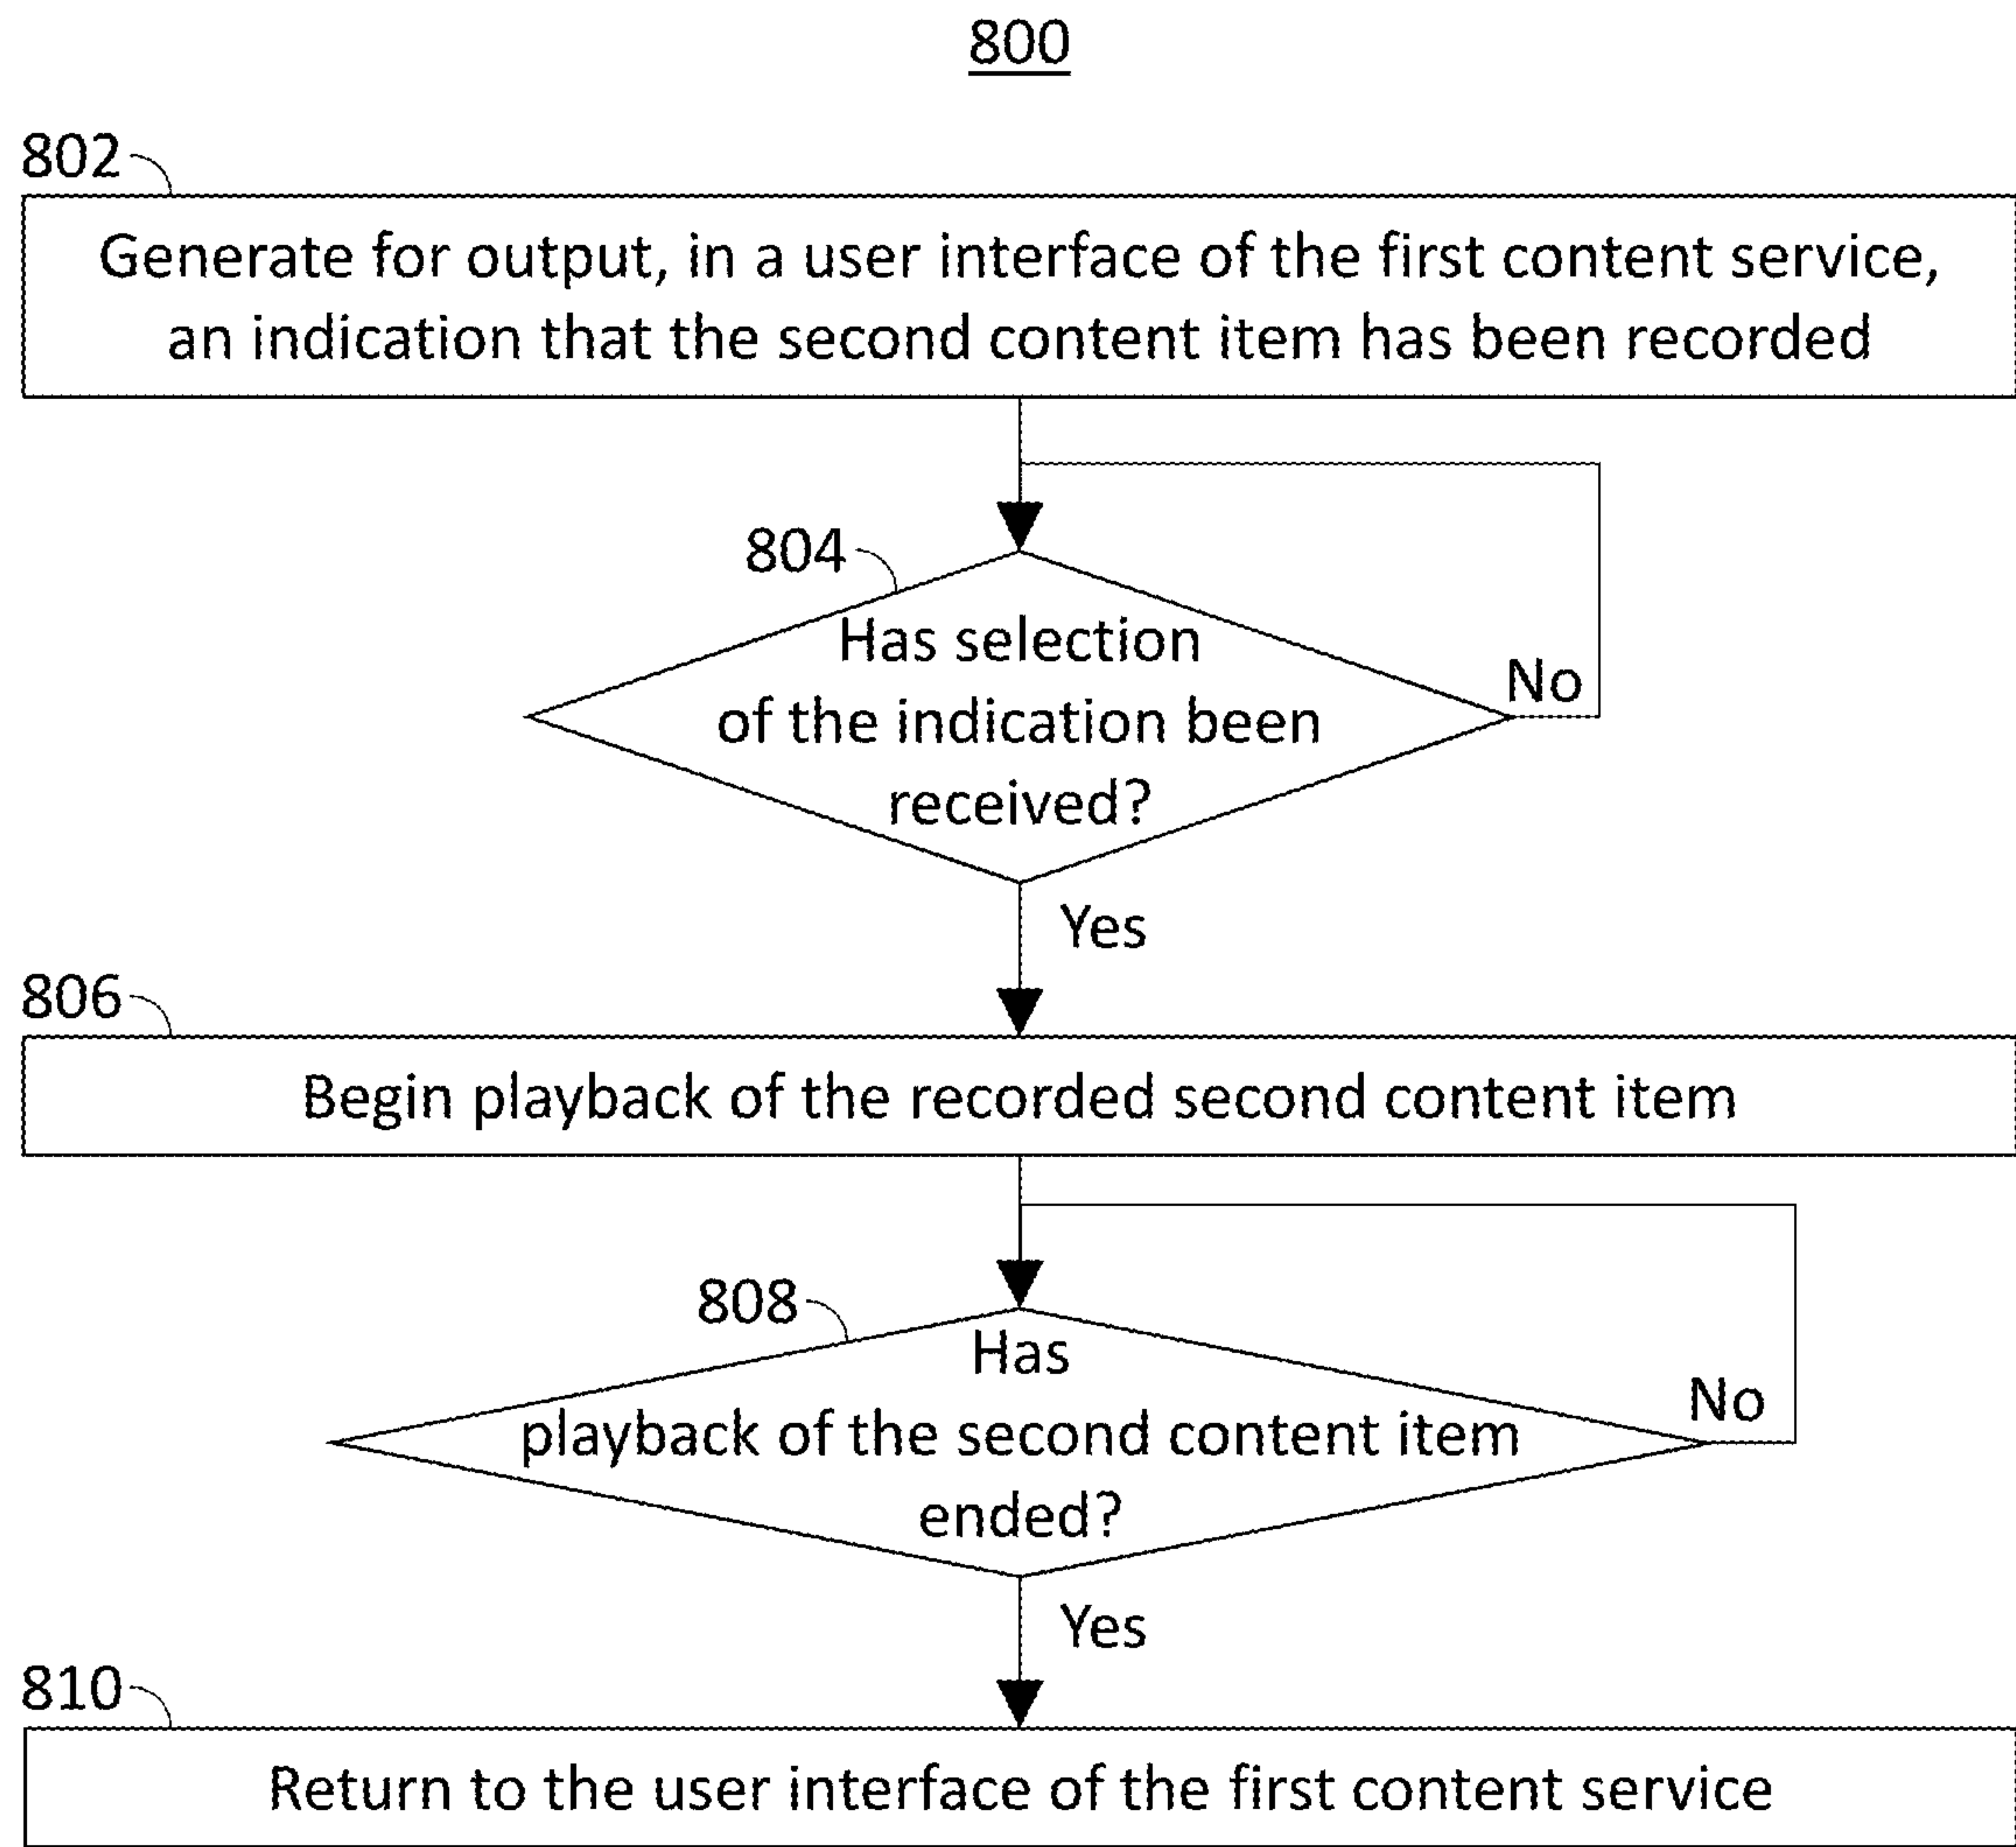 800
802
Generate for output, in a user interface of the first content service,
an indication that the second content item has been recorded
804
Has selection
of the indication been
received?
No
Yes
806
Begin playback of the recorded second content item
808
Has
playback of the second content item
ended?
No
Yes
810
Return to the user interface of the first content service